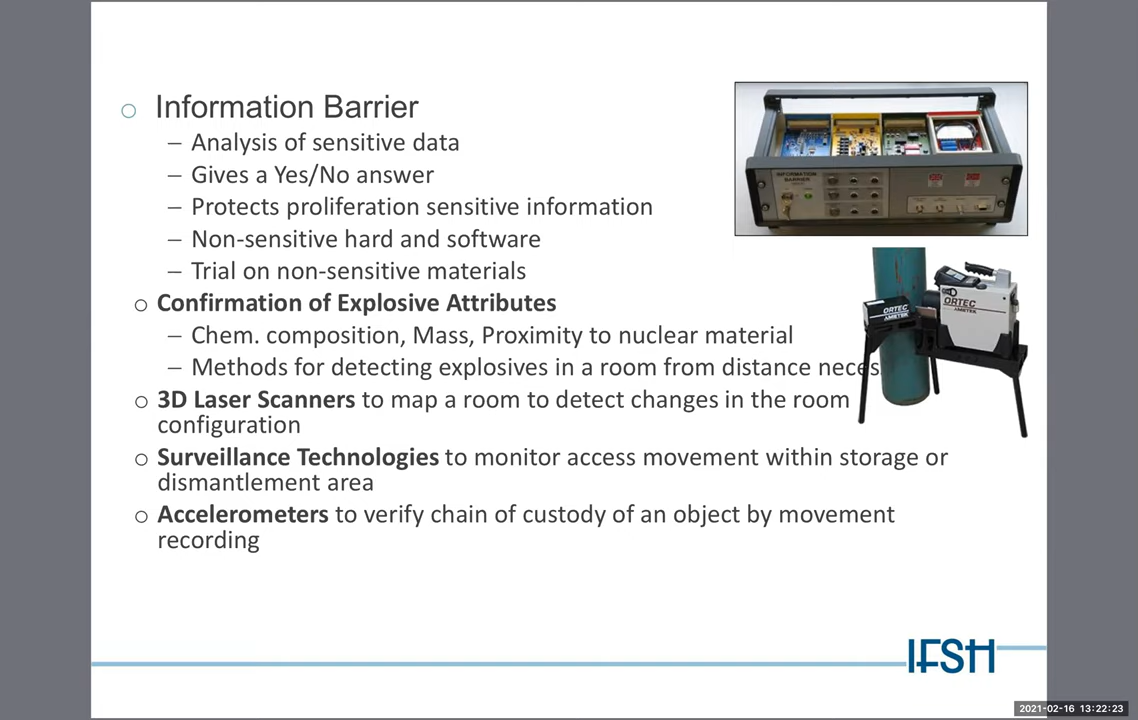 Information Barrier
– Analysis of sensitive data
– Gives a Yes/No answer
– Protects proliferation sensitive information
– Non-sensitive hard and software
– Trial on non-sensitive materials
Confirmation of Explosive Attributes
– Chem. composition, Mass, Proximity to nuclear material
– Methods for detecting explosives in a room from distance neces
3D Laser Scanners to map a room to detect changes in the room
configuration
Surveillance Technologies to monitor access movement within storage or
dismantlement area
Accelerometers to verify chain of custody of an object by movement
recording
INFORMATION
BARRIER
ORTEC
AMETEK
ORTEC
AMETEK
IFSH
2021-02-16 13:22:23